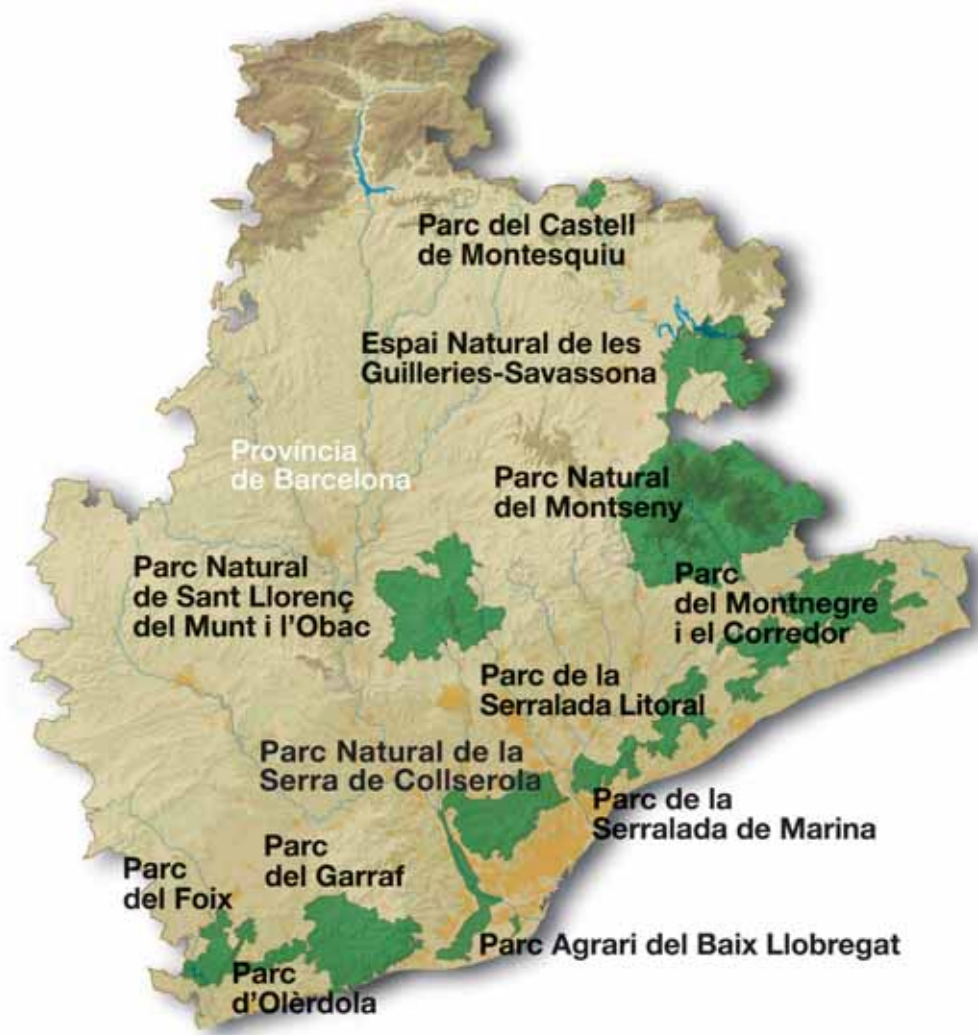 Parc del Castell
de Montesquiu
Espai Natural de les
Guilleries-Savassona
Província
de Barcelona
Parc Natural
del Montseny
Parc Natural
de Sant Llorenç
del Munt i l'Obac
Parc
del Montnegre
i el Corredor
Parc de la
Serralada Litoral
Parc Natural de la
Serra de Collserola
Parc de la
Serralada de Marina
Parc
del Garraf
Parc
del Foix
Parc Agrari del Baix Llobregat
Parc
d'Olèrdola